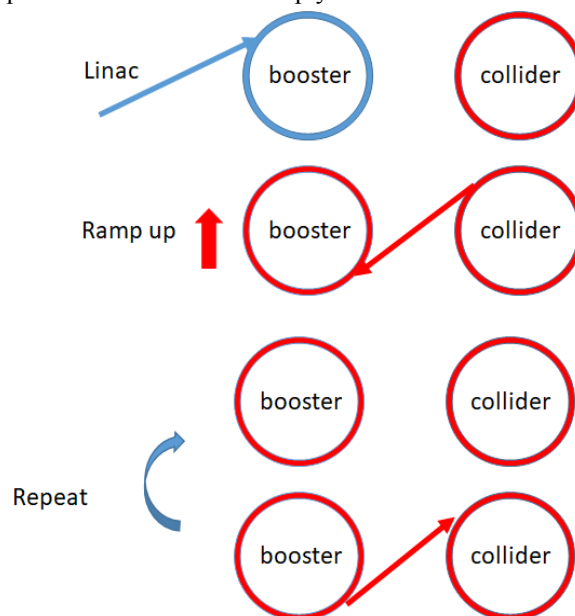 Linac
booster
collider
Ramp up
booster
collider
booster
collider
Repeat
booster
collider